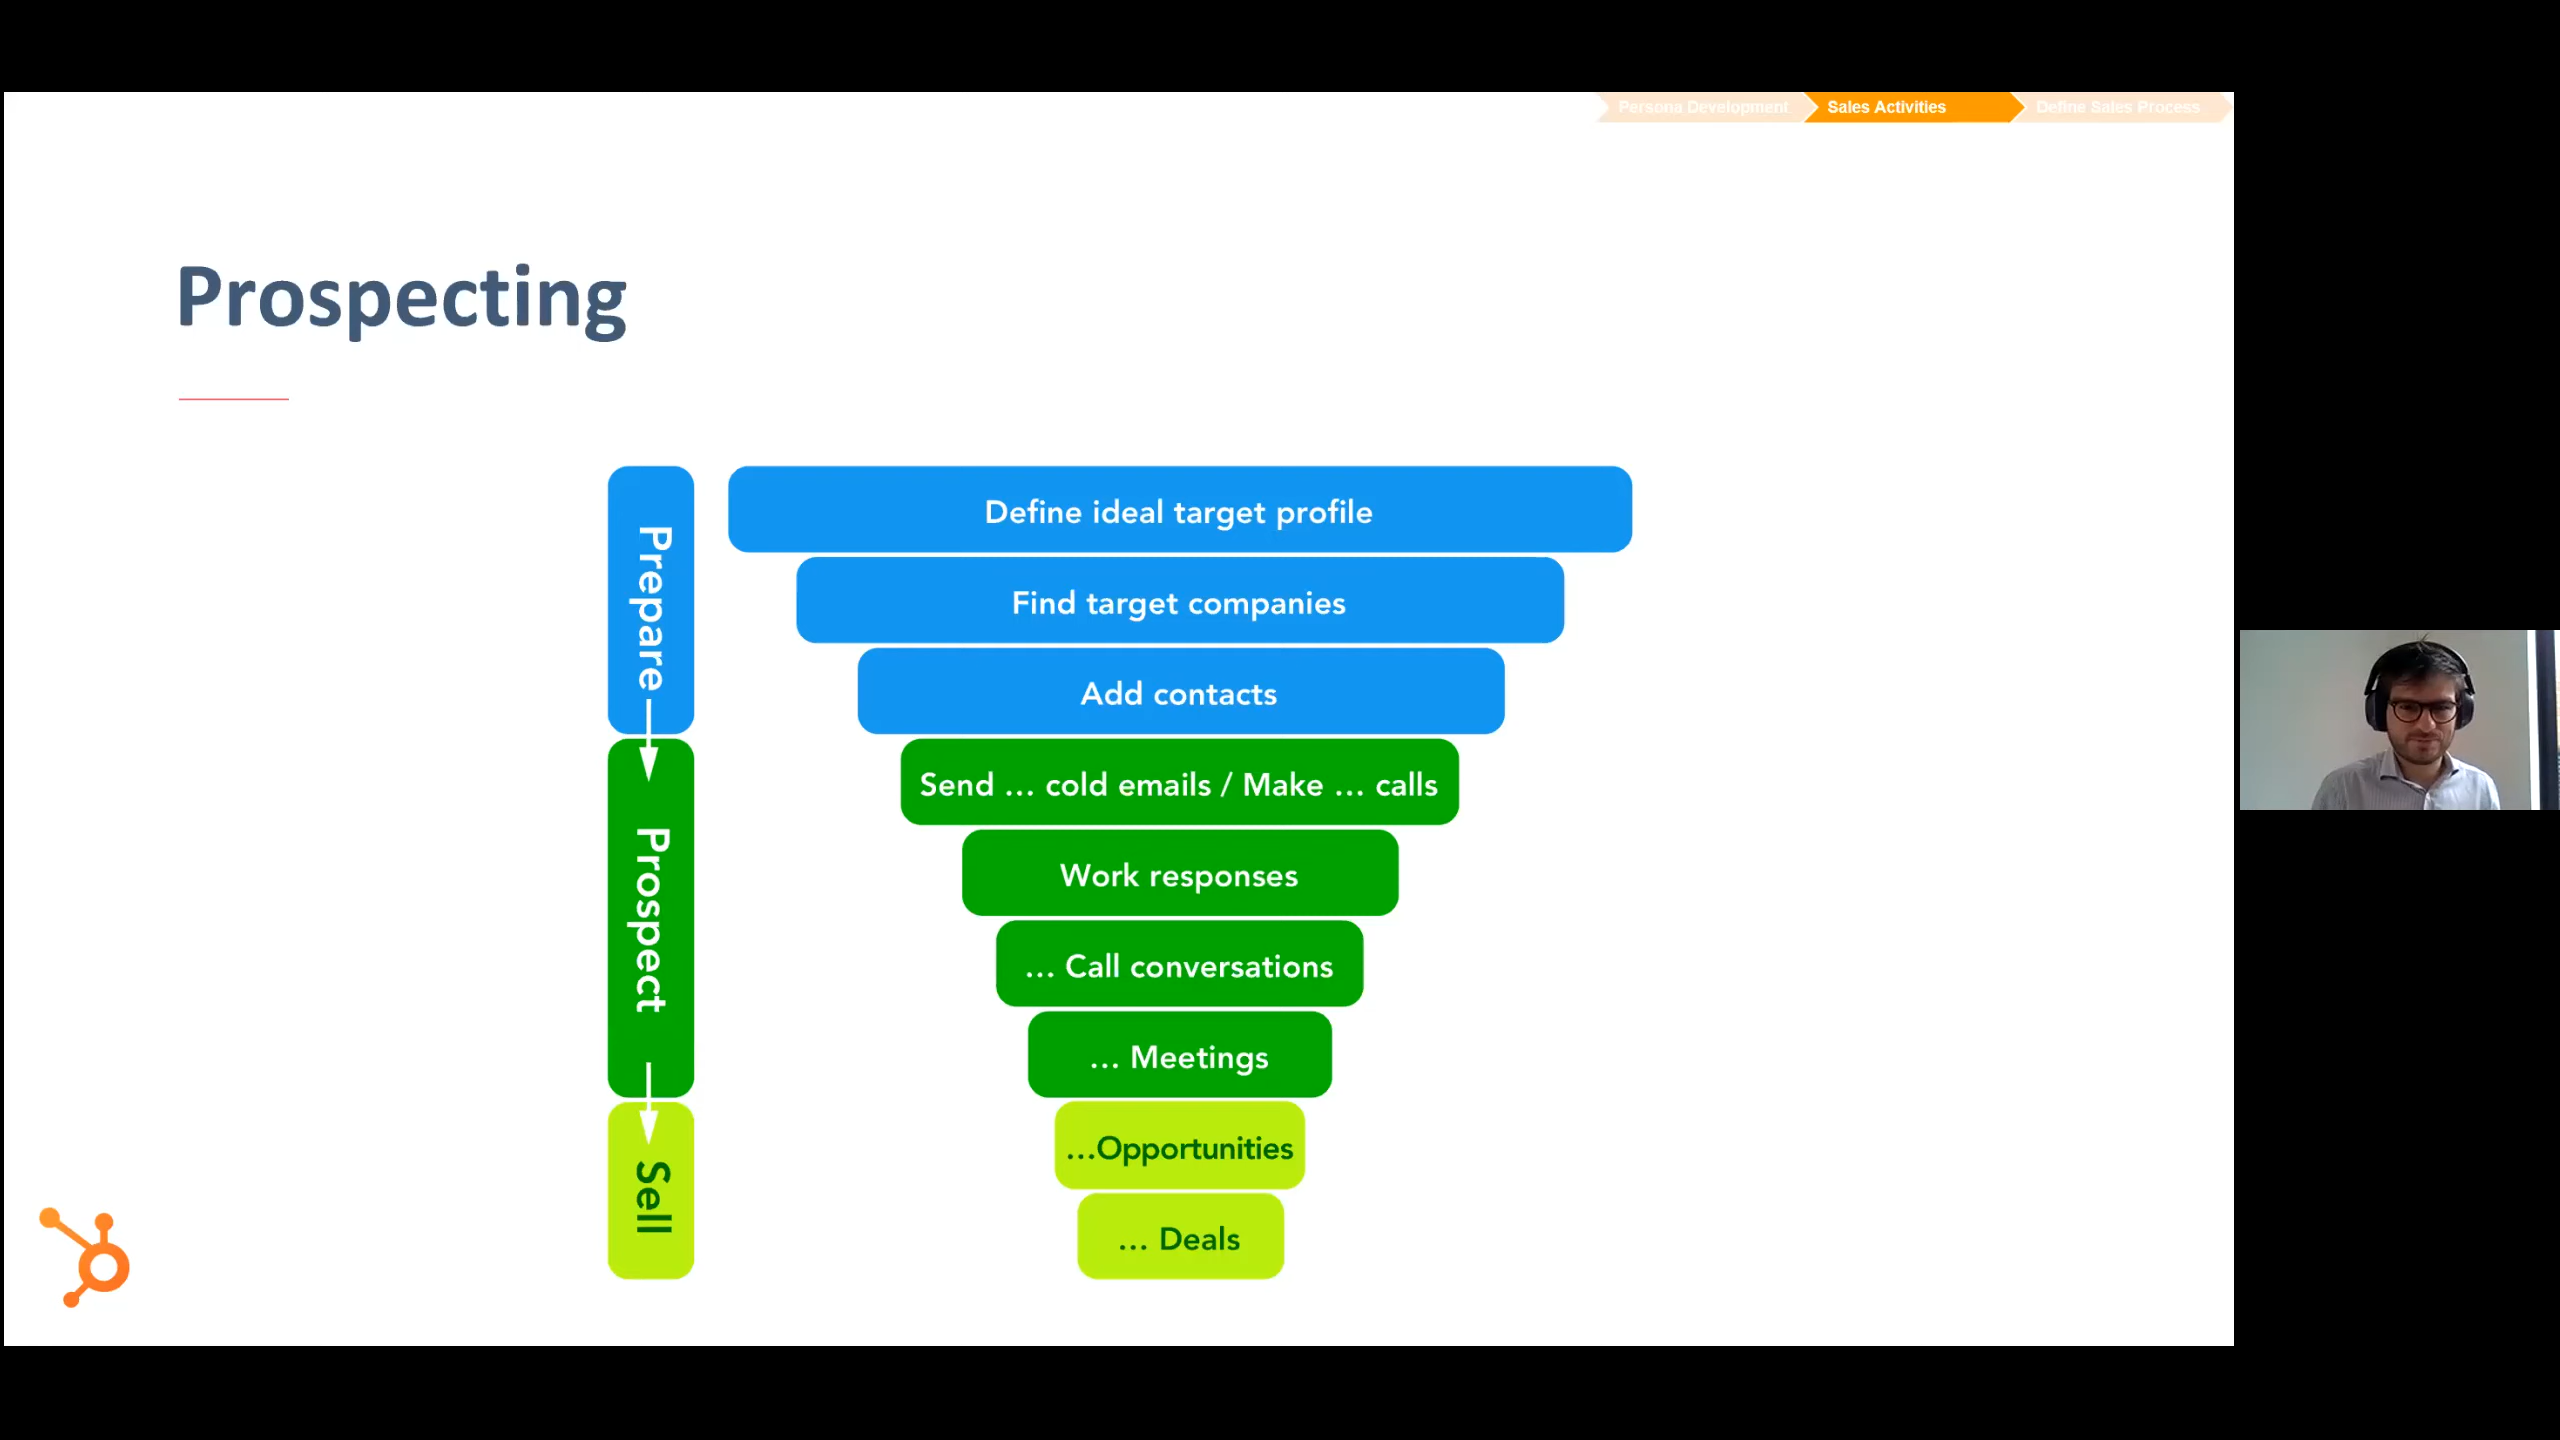 Persona Development
Sales Activities
Define Sales Process
Prospecting
Prepare
Define ideal target profile
Find target companies
Add contacts
Prospect
Send ... cold emails / Make ... calls
Work responses
... Call conversations
... Meetings
Sell
...Opportunities
... Deals